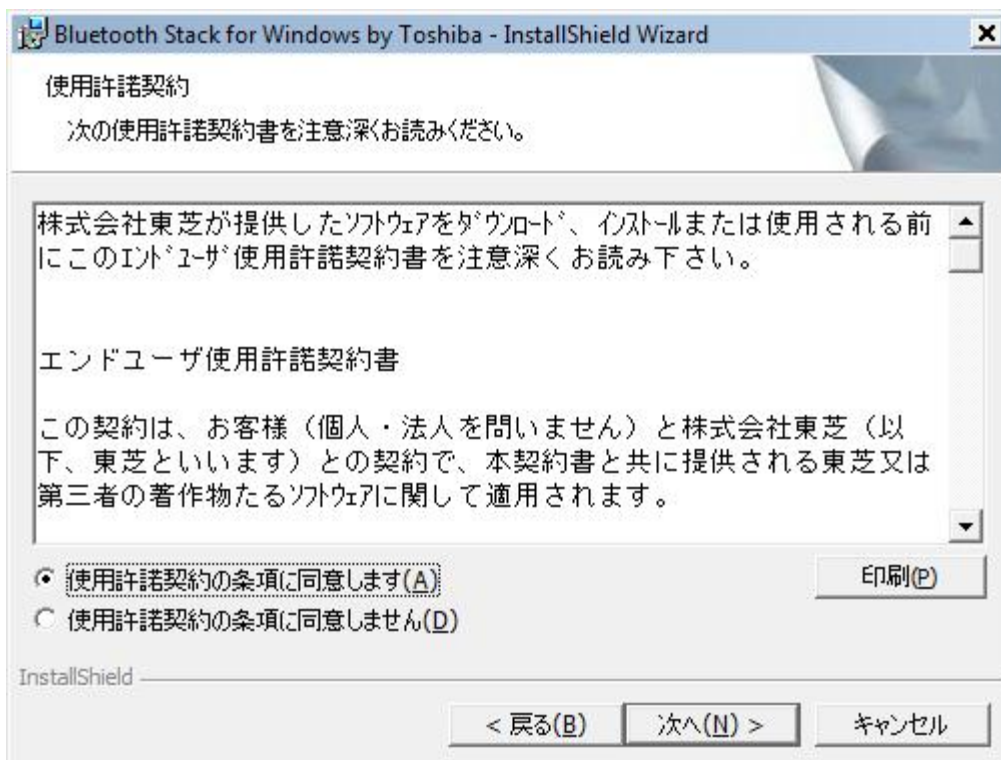 Bluetooth Stack for Windows by Toshiba - InstallShield Wizard
使用許諾契約
次の使用許諾契約書を注意深くお読みください。
株式会社東芝が提供したｿﾌﾄｳｪｱをﾀﾞｳﾝﾛｰﾄﾞ、ｲﾝｽﾄｰﾙまたは使用される前
にこのｴﾝﾄﾞﾕｰｻﾞ使用許諾契約書を注意深くお読み下さい。
エンドユーザ使用許諾契約書
この契約は、お客様（個人・法人を問いません）と株式会社東芝（以
下、東芝といいます）との契約で、本契約書と共に提供される東芝又は
第三者の著作物たるｿﾌﾄｳｪｱに関して適用されます。
使用許諾契約の条項に同意します(A)
印刷(P)
使用許諾契約の条項に同意しません(D)
InstallShield
< 戻る(B)
次へ(N) >
キャンセル